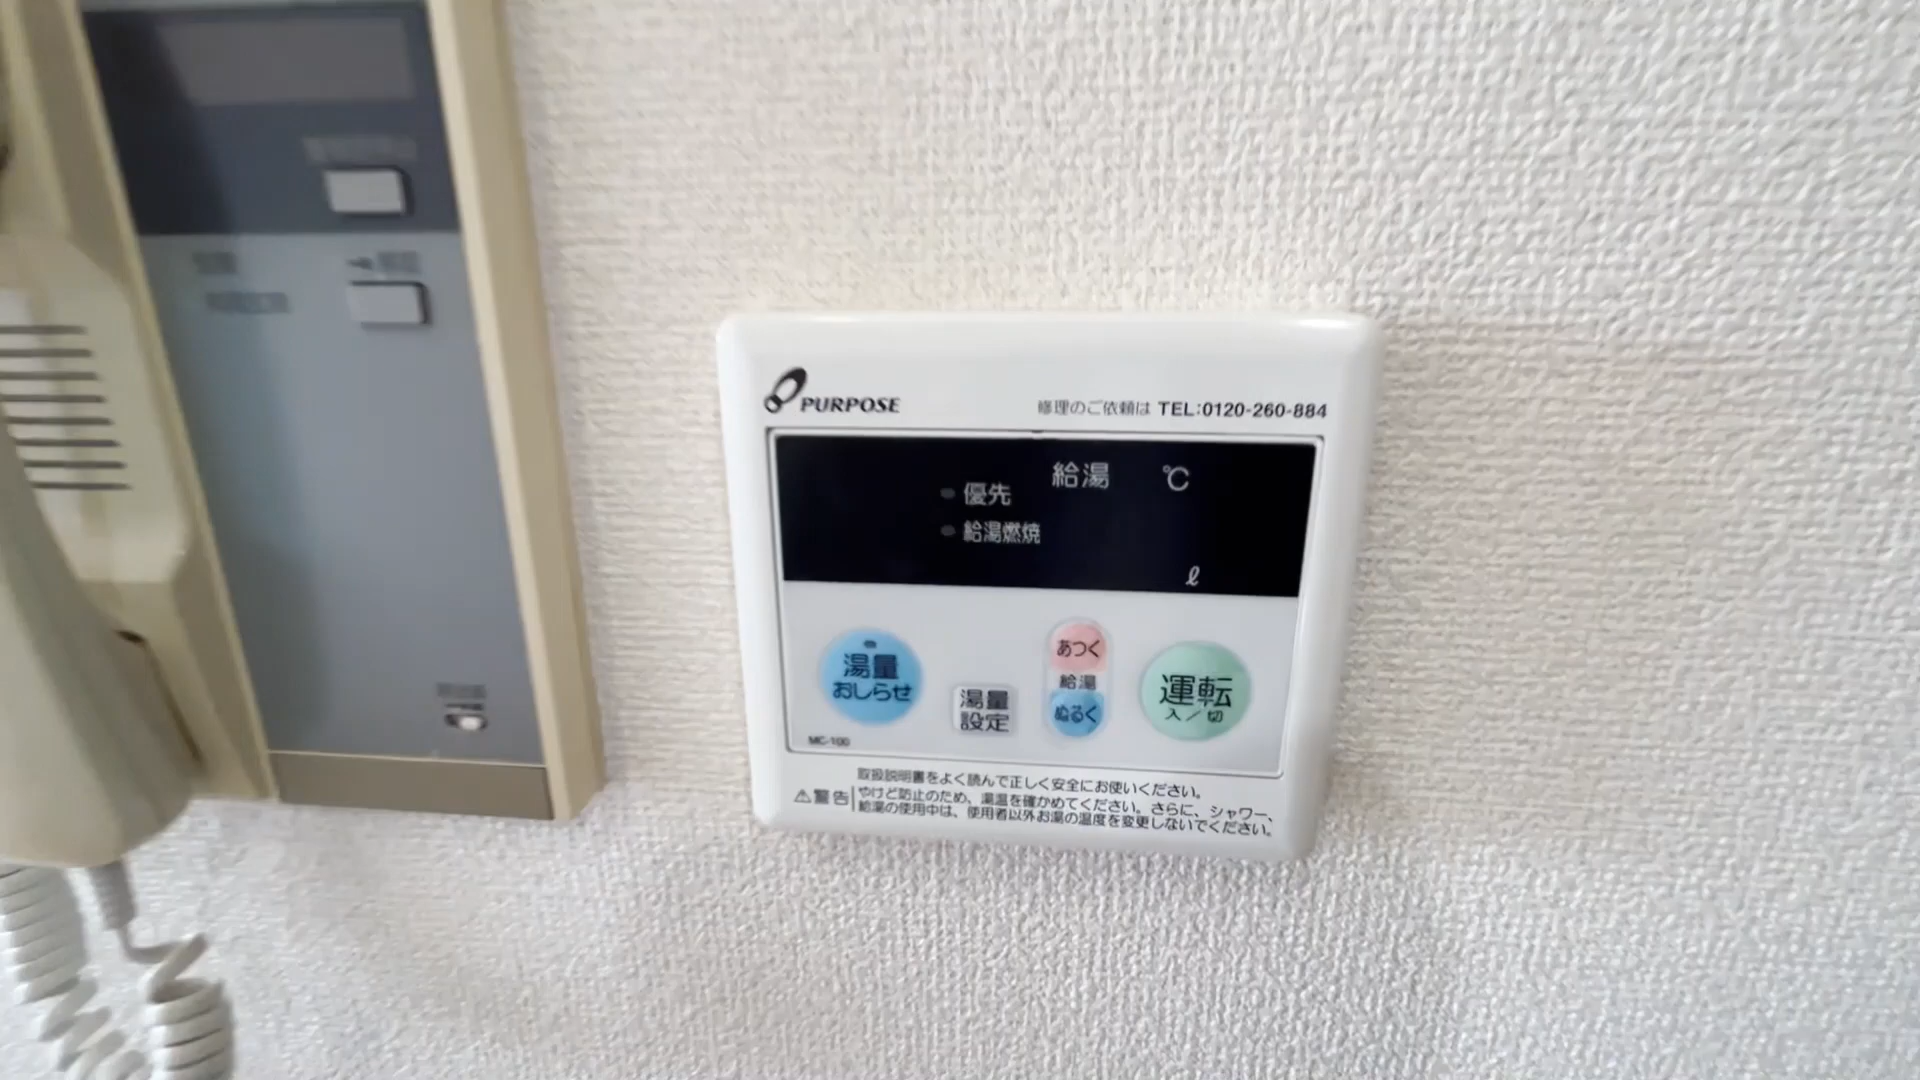 PURPOSE
修理のご依頼は TEL:0120-260-884
給湯 ℃
優先
給湯燃焼
ℓ
湯量
おしらせ
湯量
設定
あつく
給湯
ぬるく
運転
入/切
MC-100
取扱説明書をよく読んで正しく安全にお使いください。
⚠警告
やけど防止のため、湯温を確かめてください。さらに、シャワー、
給湯の使用中は、使用者以外お湯の温度を変更しないでください。